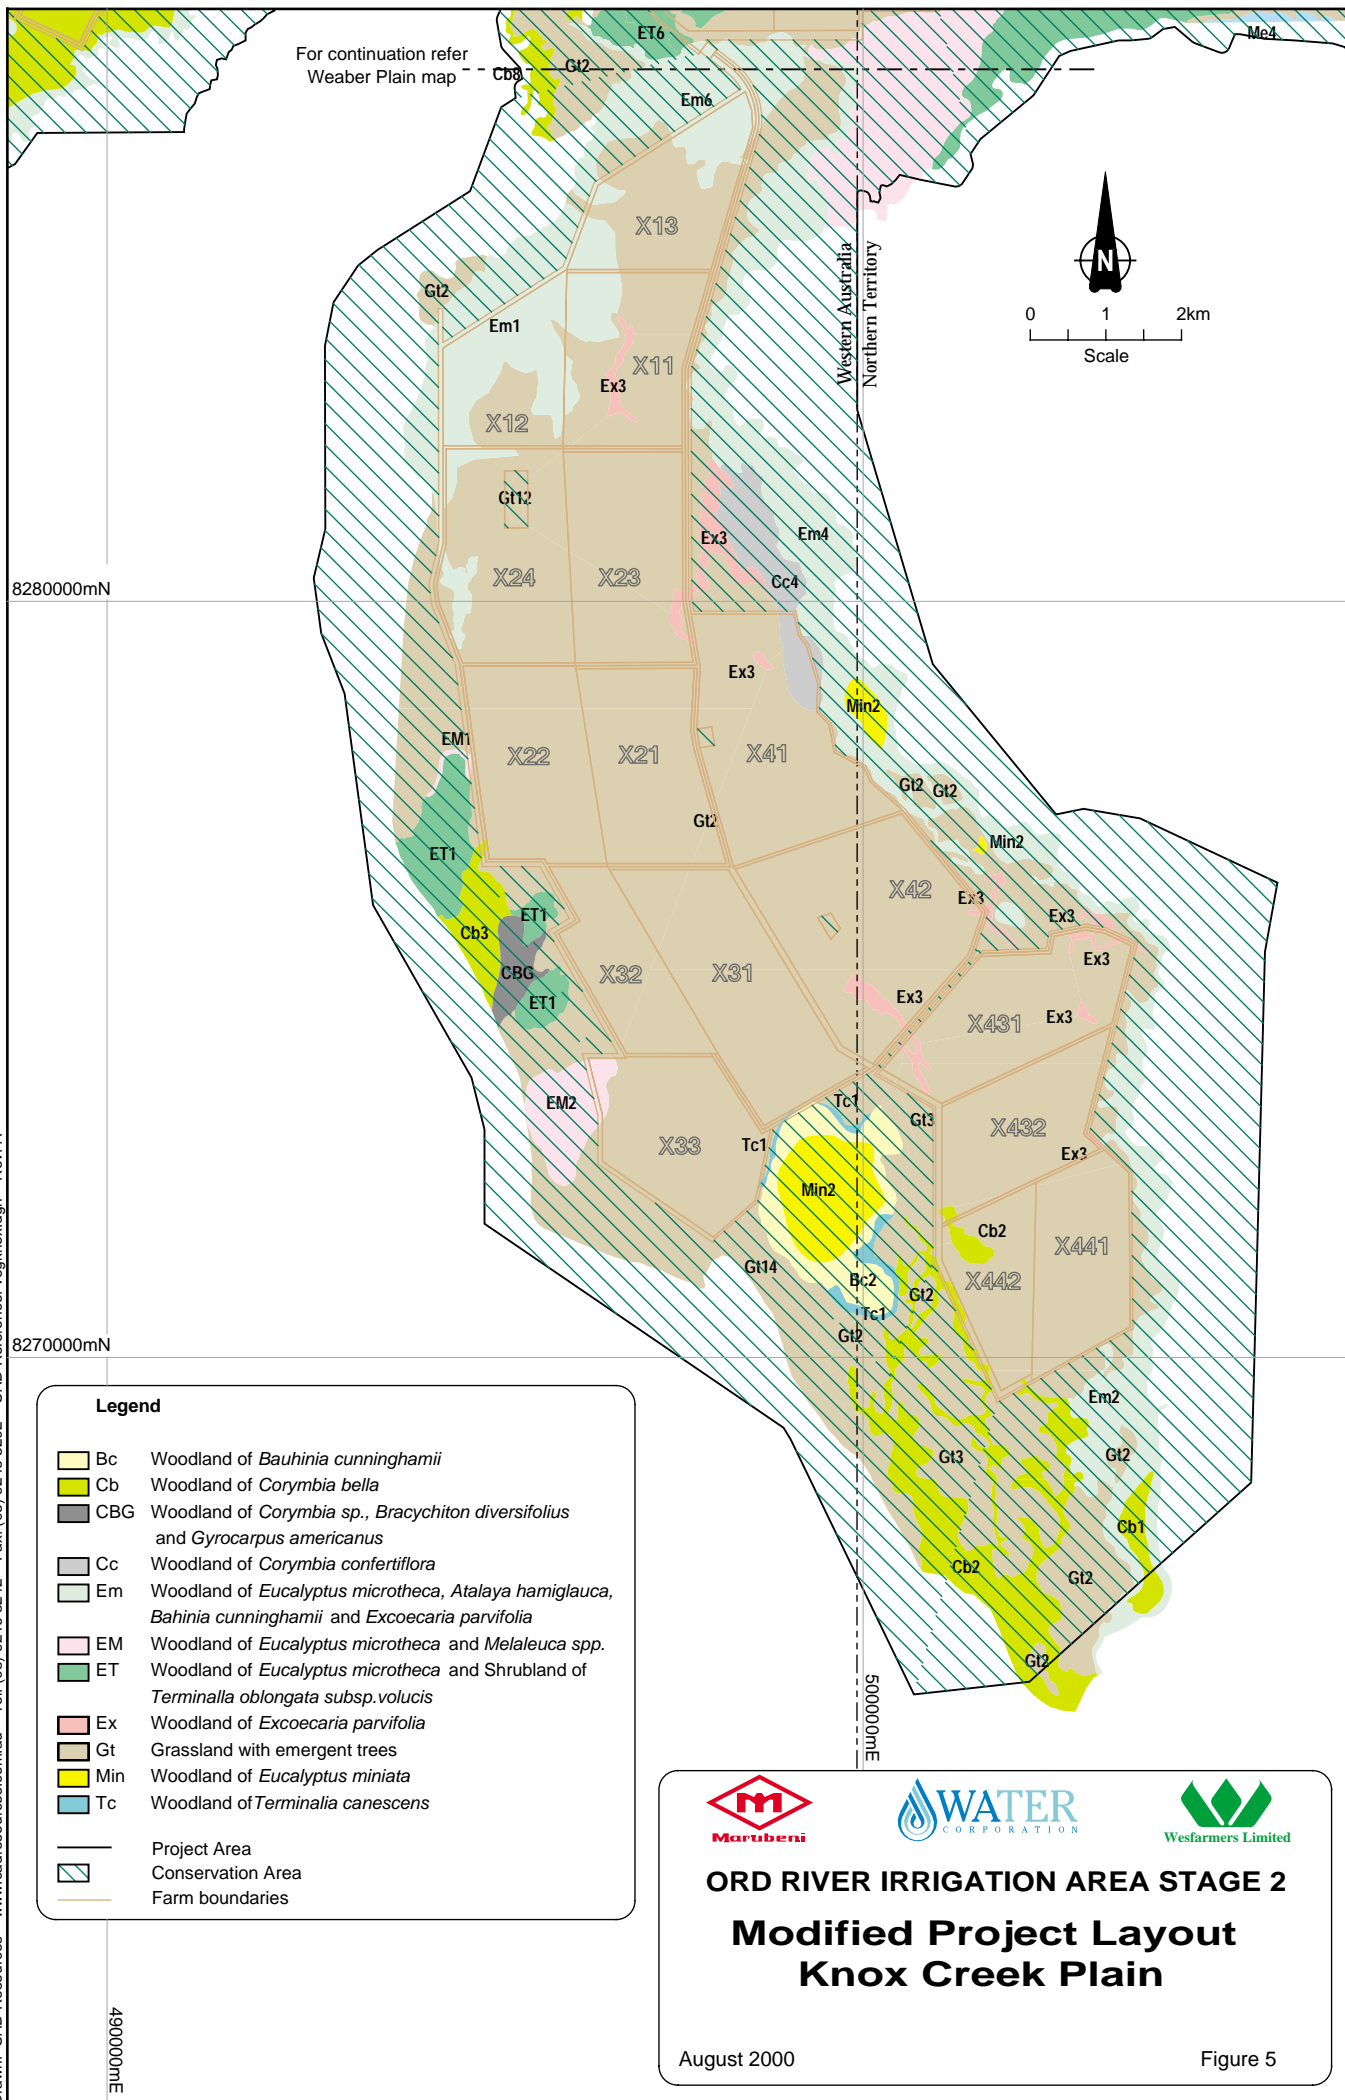 For continuation refer
Weaber Plain map
ET6
Me4
Cb8
Gt2
Em6
X13
Western Australia
Northern Territory
N
0 1 2km
Scale
Gt2
Em1
X11
Ex3
X12
Gt12
Ex3
Em4
X24
X23
Cc4
8280000mN
Ex3
Min2
EM1
X22
X21
X41
Gt2
Gt2
Gt2
Min2
ET1
X42
Ex3
Ex3
ET1
Cb3
CBG
X32
X31
Ex3
ET1
Ex3
X431
Ex3
EM2
Tc1
Gt3
X432
X33
Tc1
Ex3
Min2
Cb2
X441
Gt14
Bc2
X442
Gt2
Tc1
Gt2
8270000mN
Em2
Gt3
Gt2
Cb1
Cb2
Gt2
Gt2
500000mE
490000mE
Legend
Bc Woodland of Bauhinia cunninghamii
Cb Woodland of Corymbia bella
CBG Woodland of Corymbia sp., Bracychiton diversifolius
and Gyrocarpus americanus
Cc Woodland of Corymbia confertiflora
Em Woodland of Eucalyptus microtheca, Atalaya hamiglauca,
Bahinia cunninghamii and Excoecaria parvifolia
EM Woodland of Eucalyptus microtheca and Melaleuca spp.
ET Woodland of Eucalyptus microtheca and Shrubland of
Terminalla oblongata subsp.volucis
Ex Woodland of Excoecaria parvifolia
Gt Grassland with emergent trees
Min Woodland of Eucalyptus miniata
Tc Woodland of Terminalia canescens
Project Area
Conservation Area
Farm boundaries
Marubeni
WATER
CORPORATION
Wesfarmers Limited
ORD RIVER IRRIGATION AREA STAGE 2
Modified Project Layout
Knox Creek Plain
August 2000
Figure 5